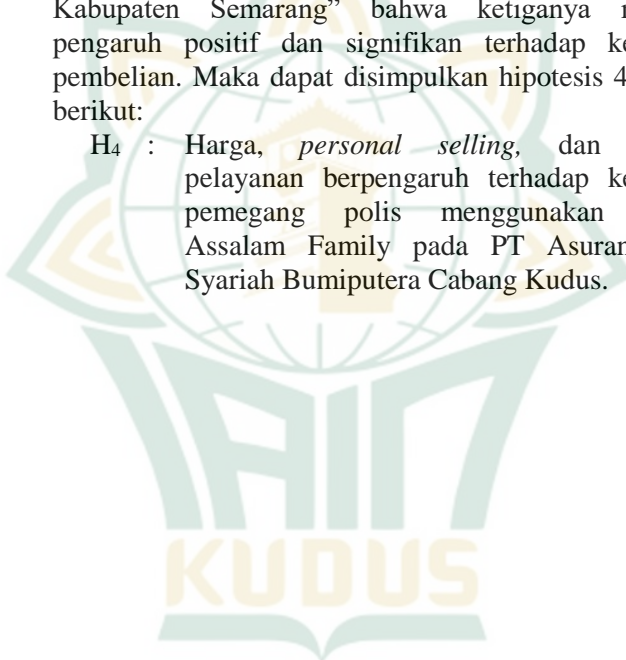 Kabupaten Semarang” bahwa ketiganya
pengaruh positif dan signifikan terhadap
pembelian. Maka dapat disimpulkan hipotesis 4
berikut:
H4 : Harga, personal selling, dan
pelayanan berpengaruh terhadap
pemegang polis menggunakan
Assalam Family pada PT
Syariah Bumiputera Cabang Kudus.
IAIN
KUDUS